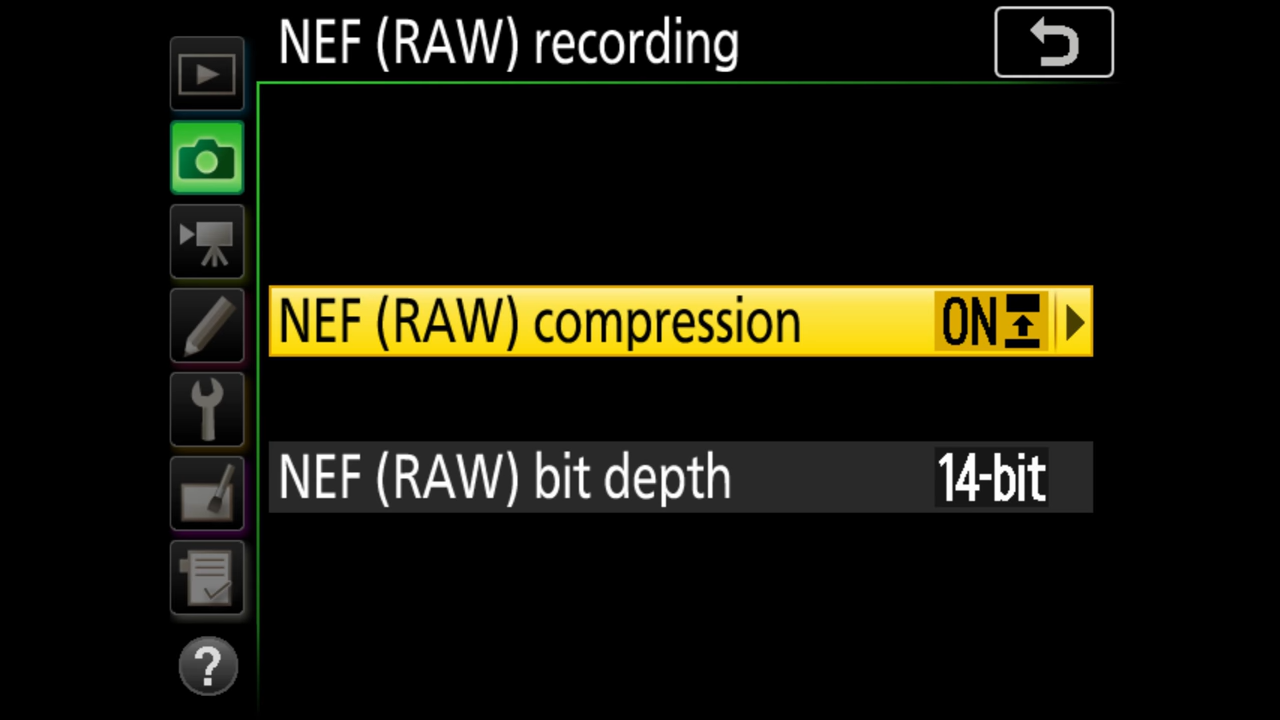 NEF (RAW) recording
NEF (RAW) compression ON
NEF (RAW) bit depth 14-bit
?